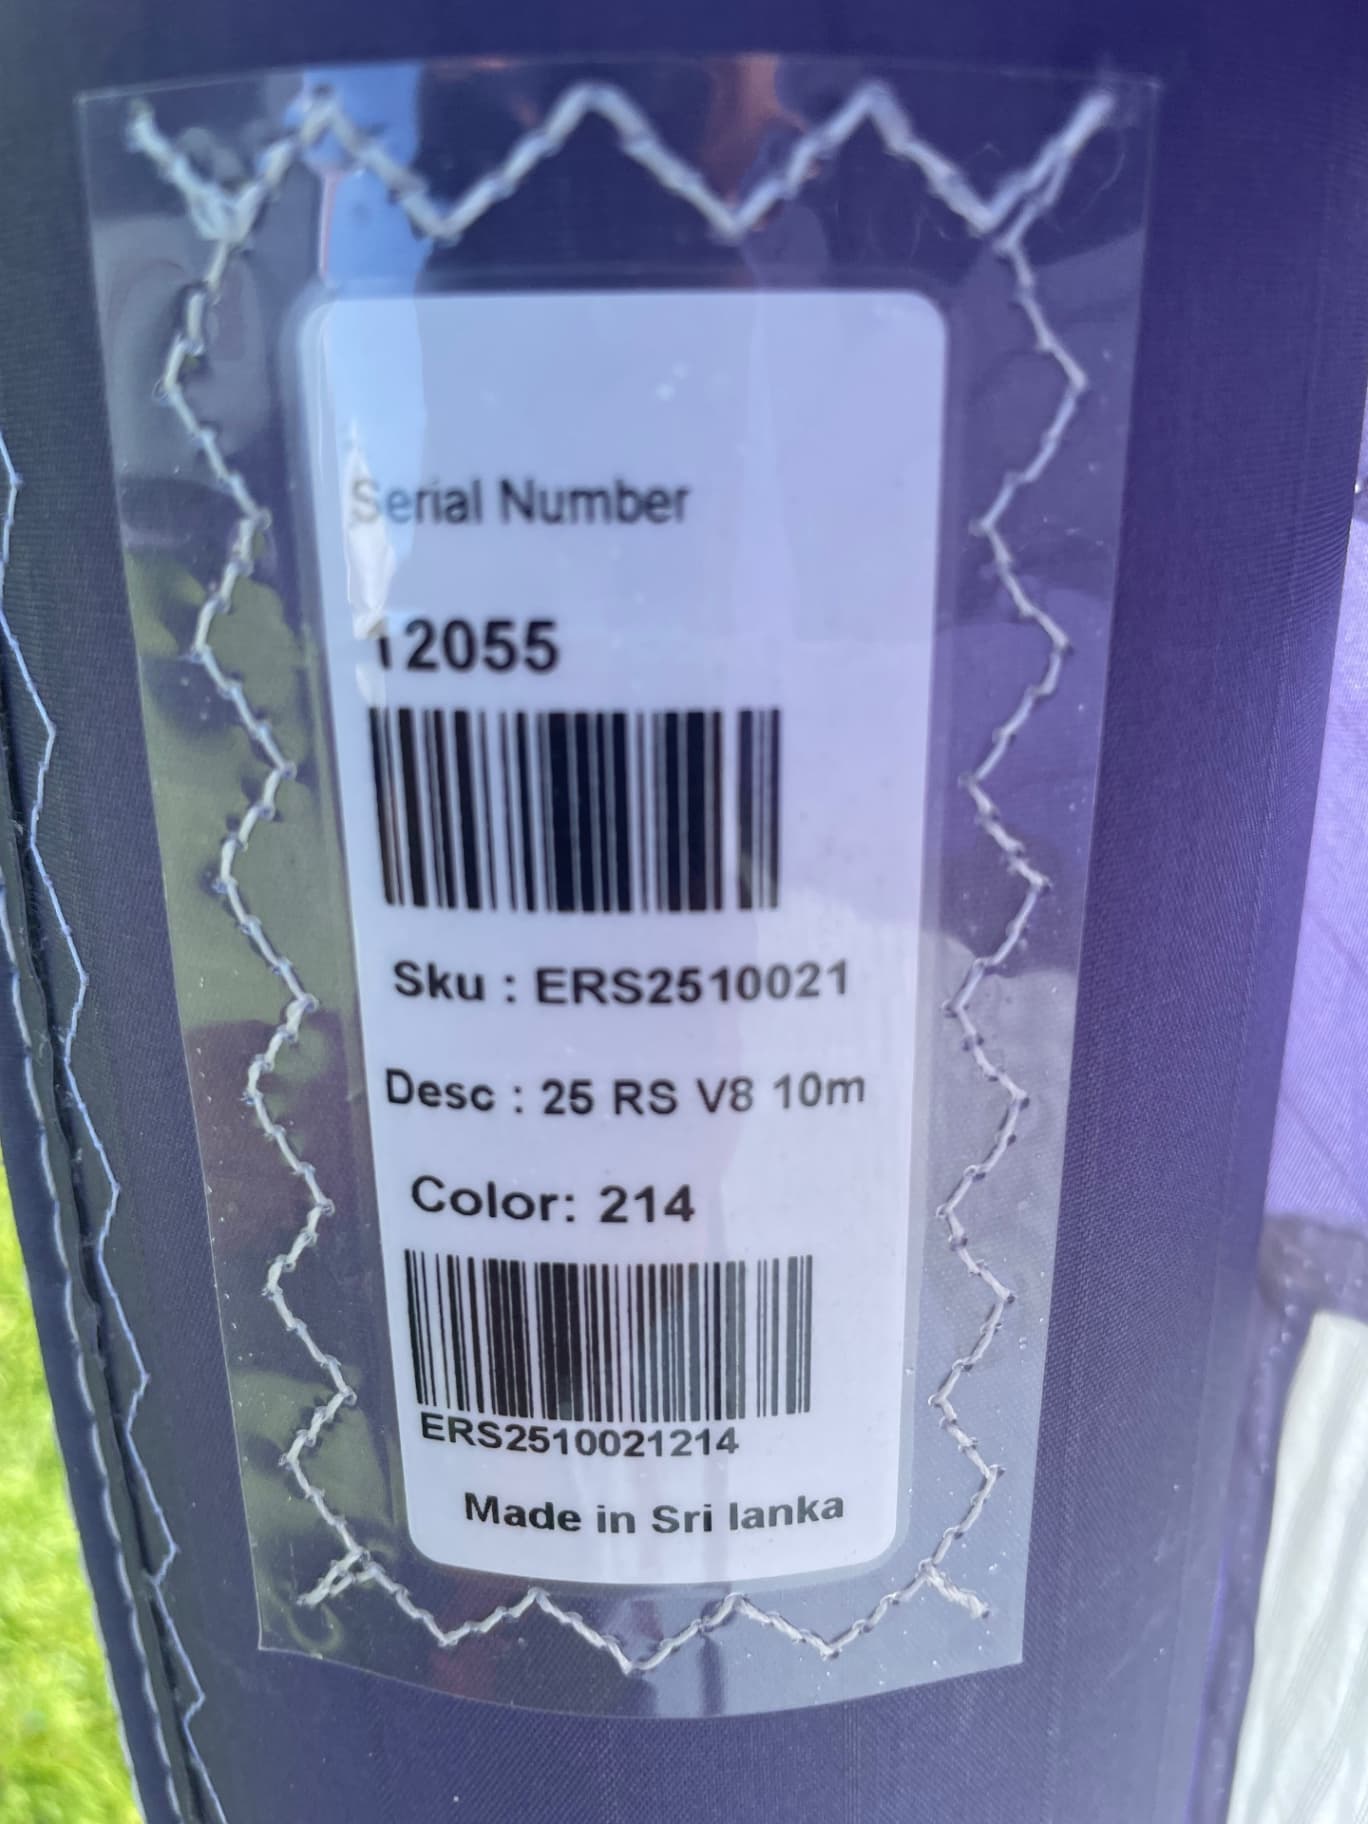 Serial Number
12055
Sku : ERS2510021
Desc : 25 RS V8 10m
Color: 214
ERS2510021214
Made in Sri lanka